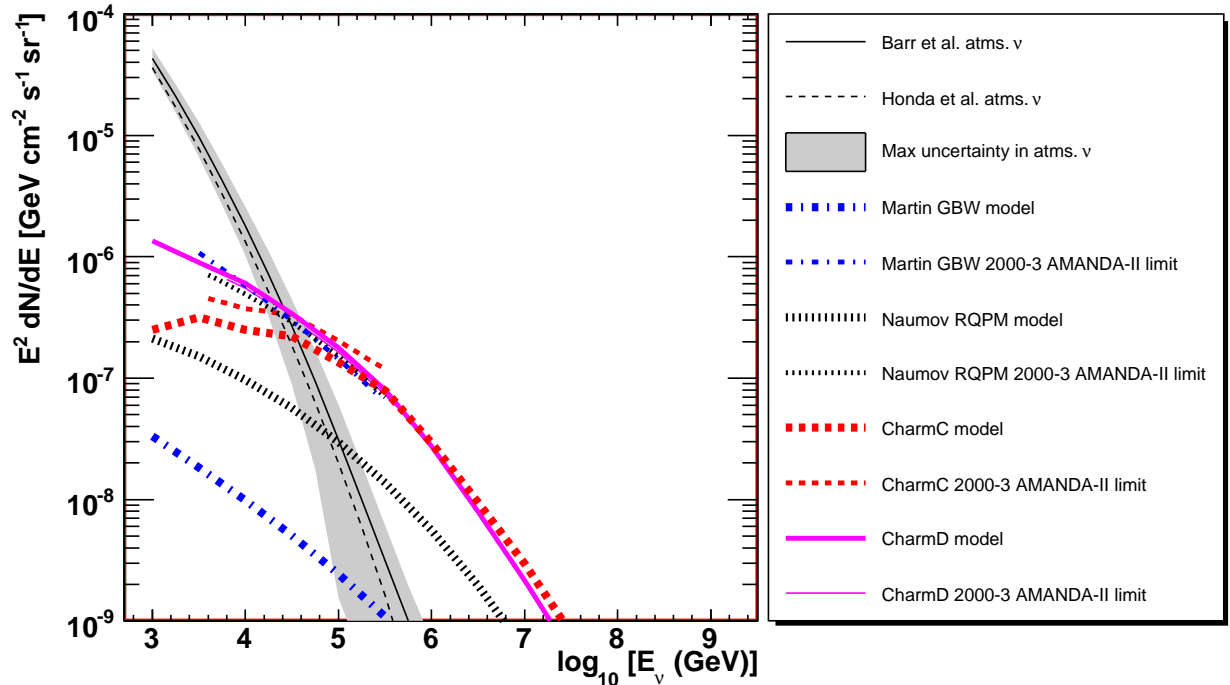 E² dN/dE [GeV cm⁻² s⁻¹ sr⁻¹]
10⁻⁴
10⁻⁵
10⁻⁶
10⁻⁷
10⁻⁸
10⁻⁹
3 4 5 6 7 8 9
log₁₀ [E_ν (GeV)]
Barr et al. atms. ν
Honda et al. atms. ν
Max uncertainty in atms. ν
Martin GBW model
Martin GBW 2000-3 AMANDA-II limit
Naumov RQPM model
Naumov RQPM 2000-3 AMANDA-II limit
CharmC model
CharmC 2000-3 AMANDA-II limit
CharmD model
CharmD 2000-3 AMANDA-II limit